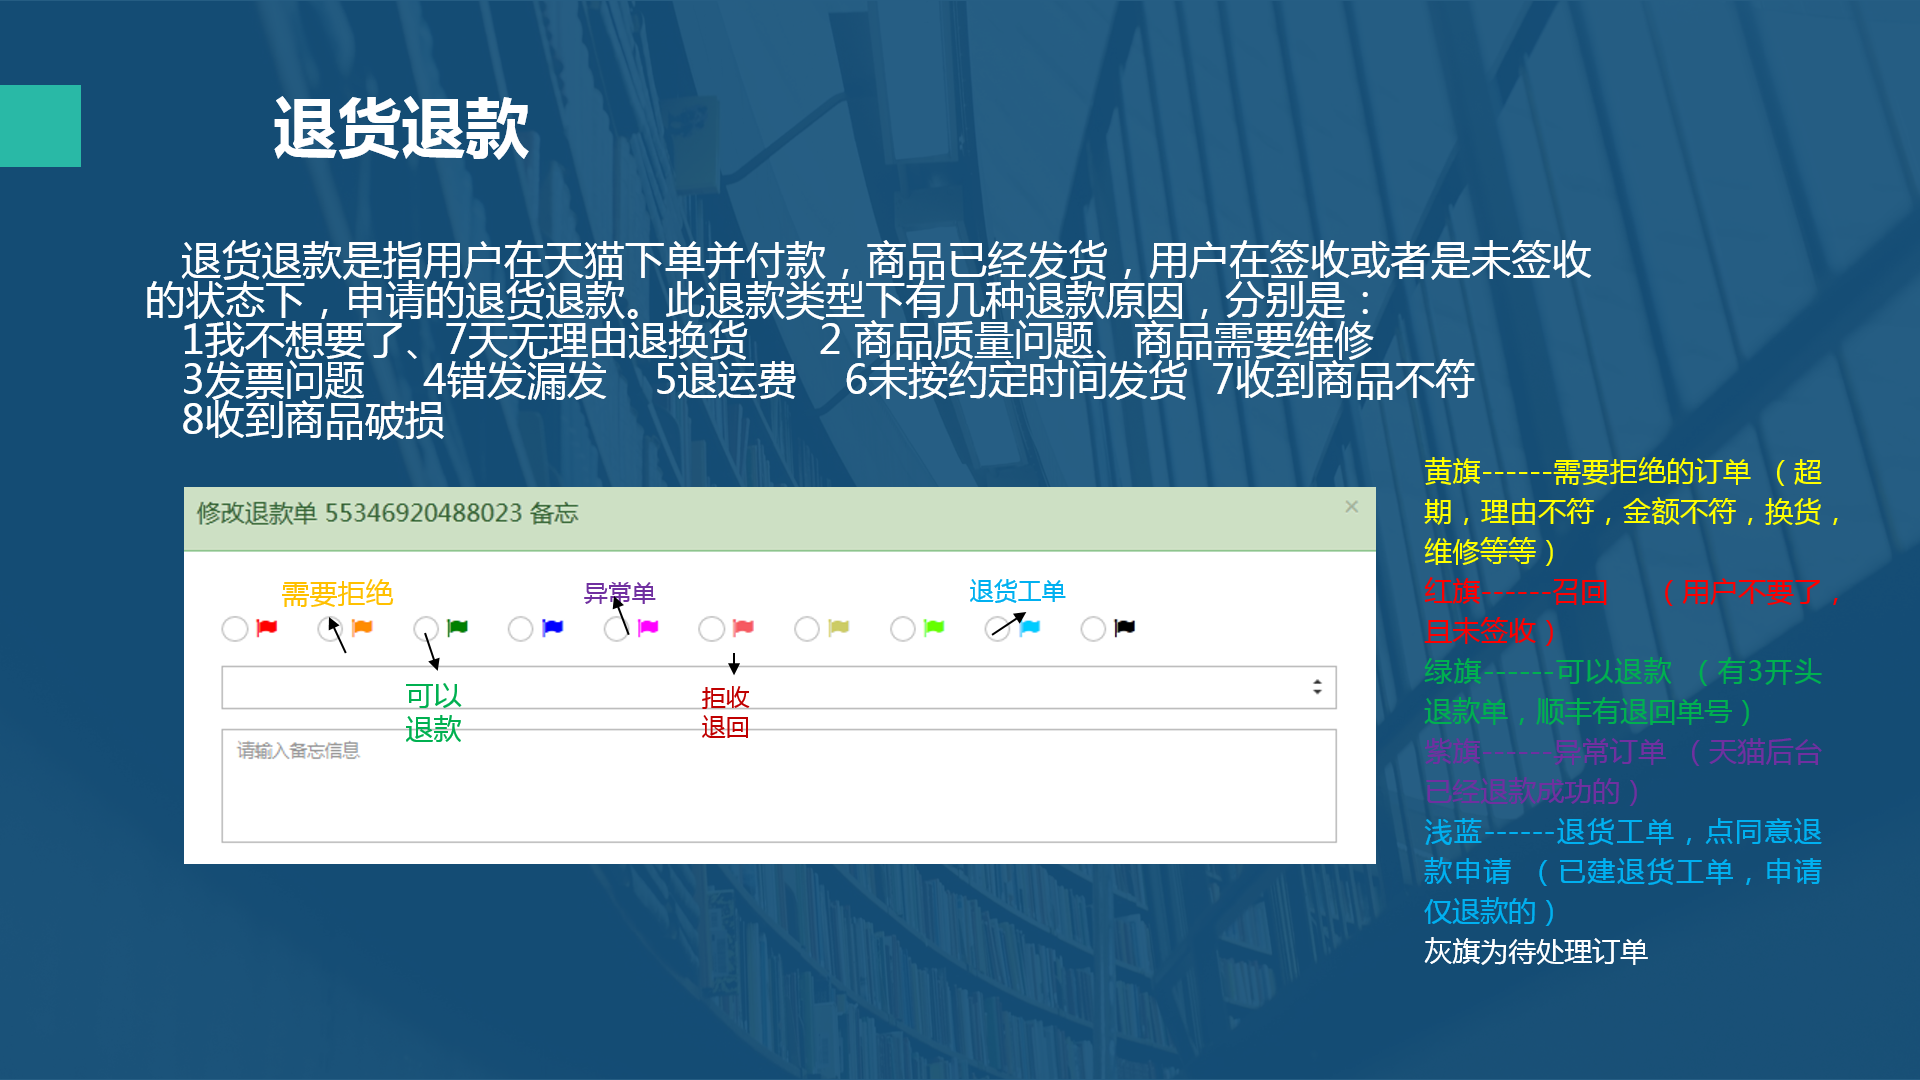 退货退款
退货退款是指用户在天猫下单并付款，商品已经发货，用户在签收或者是未签收
的状态下，申请的退货退款。此退款类型下有几种退款原因，分别是：
1我不想要了、7天无理由退换货 2 商品质量问题、商品需要维修
3发票问题 4错发漏发 5退运费 6未按约定时间发货 7收到商品不符
8收到商品破损
修改退款单 55346920488023 备忘 ×
需要拒绝 异常单 退货工单
可以
退款
拒收
退回
请输入备忘信息
黄旗------需要拒绝的订单 （超
期，理由不符，金额不符，换货，
维修等等）
红旗------召回 （用户不要了，
且未签收）
绿旗------可以退款 （有3开头
退款单，顺丰有退回单号）
紫旗------异常订单 （天猫后台
已经退款成功的）
浅蓝------退货工单，点同意退
款申请 （已建退货工单，申请
仅退款的）
灰旗为待处理订单